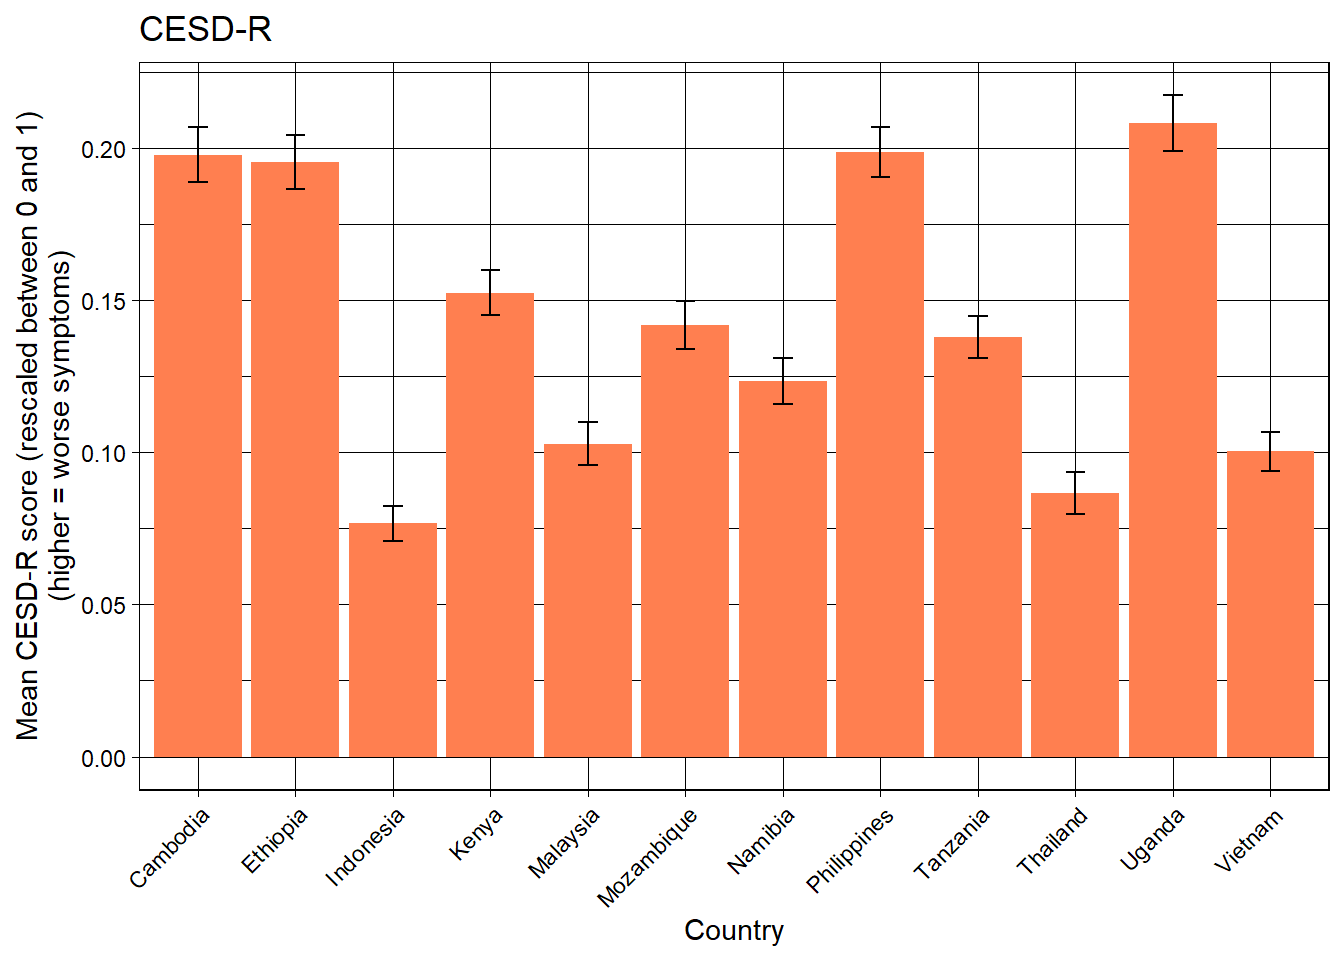 CESD-R
Mean CESD-R score (rescaled between 0 and 1)
(higher = worse symptoms)
0.20
0.15
0.10
0.05
0.00
Cambodia
Ethiopia
Indonesia
Kenya
Malaysia
Mozambique
Namibia
Philippines
Tanzania
Thailand
Uganda
Vietnam
Country